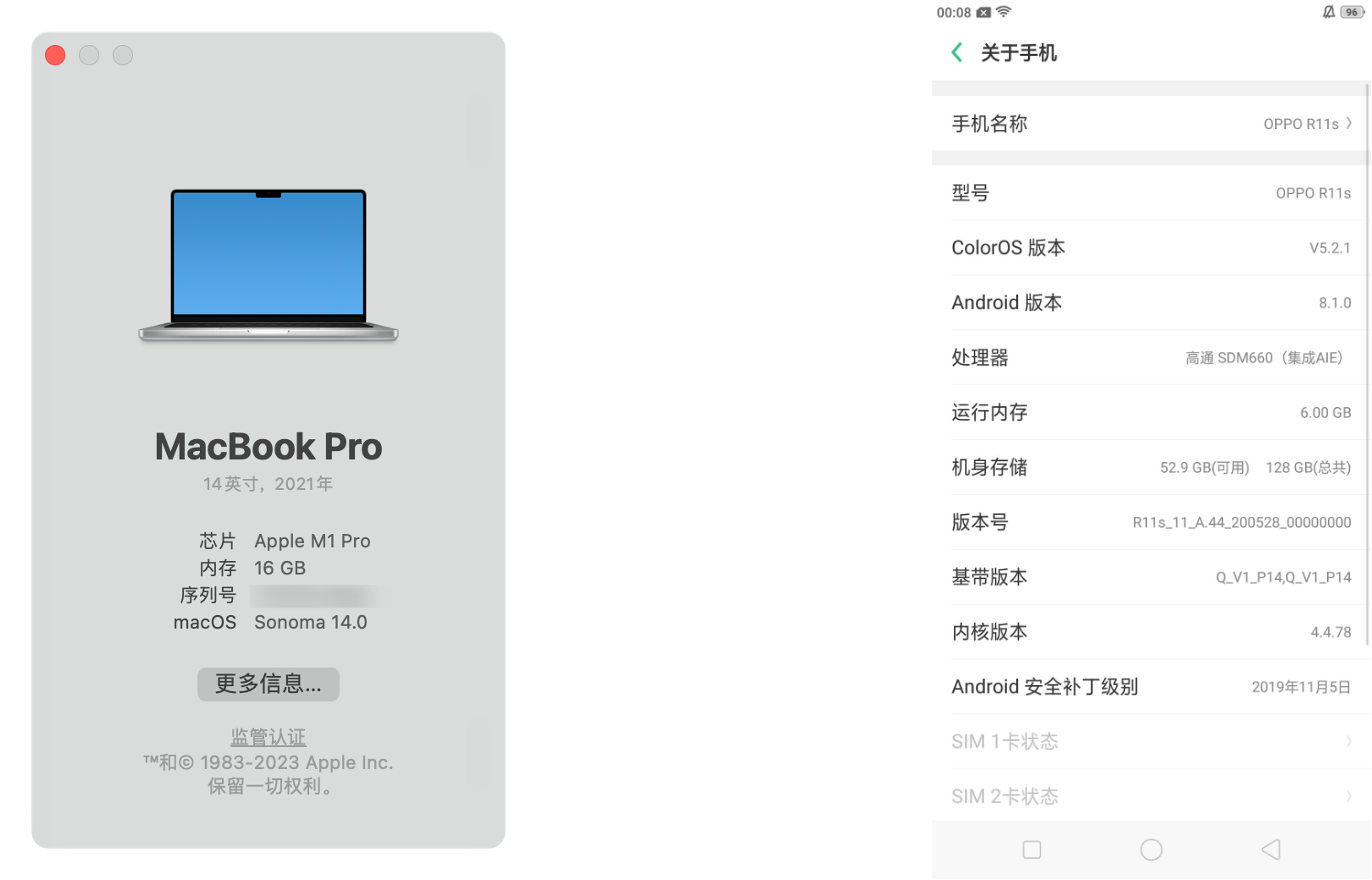 MacBook Pro
14英寸，2021年
芯片 Apple M1 Pro
内存 16 GB
序列号
macOS Sonoma 14.0
更多信息...
监管认证
™和© 1983-2023 Apple Inc.
保留一切权利。
00:08
96
关于手机
手机名称 OPPO R11s
型号 OPPO R11s
ColorOS 版本 V5.2.1
Android 版本 8.1.0
处理器 高通 SDM660（集成AIE）
运行内存 6.00 GB
机身存储 52.9 GB(可用) 128 GB(总共)
版本号 R11s_11_A.44_200528_00000000
基带版本 Q_V1_P14,Q_V1_P14
内核版本 4.4.78
Android 安全补丁级别 2019年11月5日
SIM 1卡状态
SIM 2卡状态